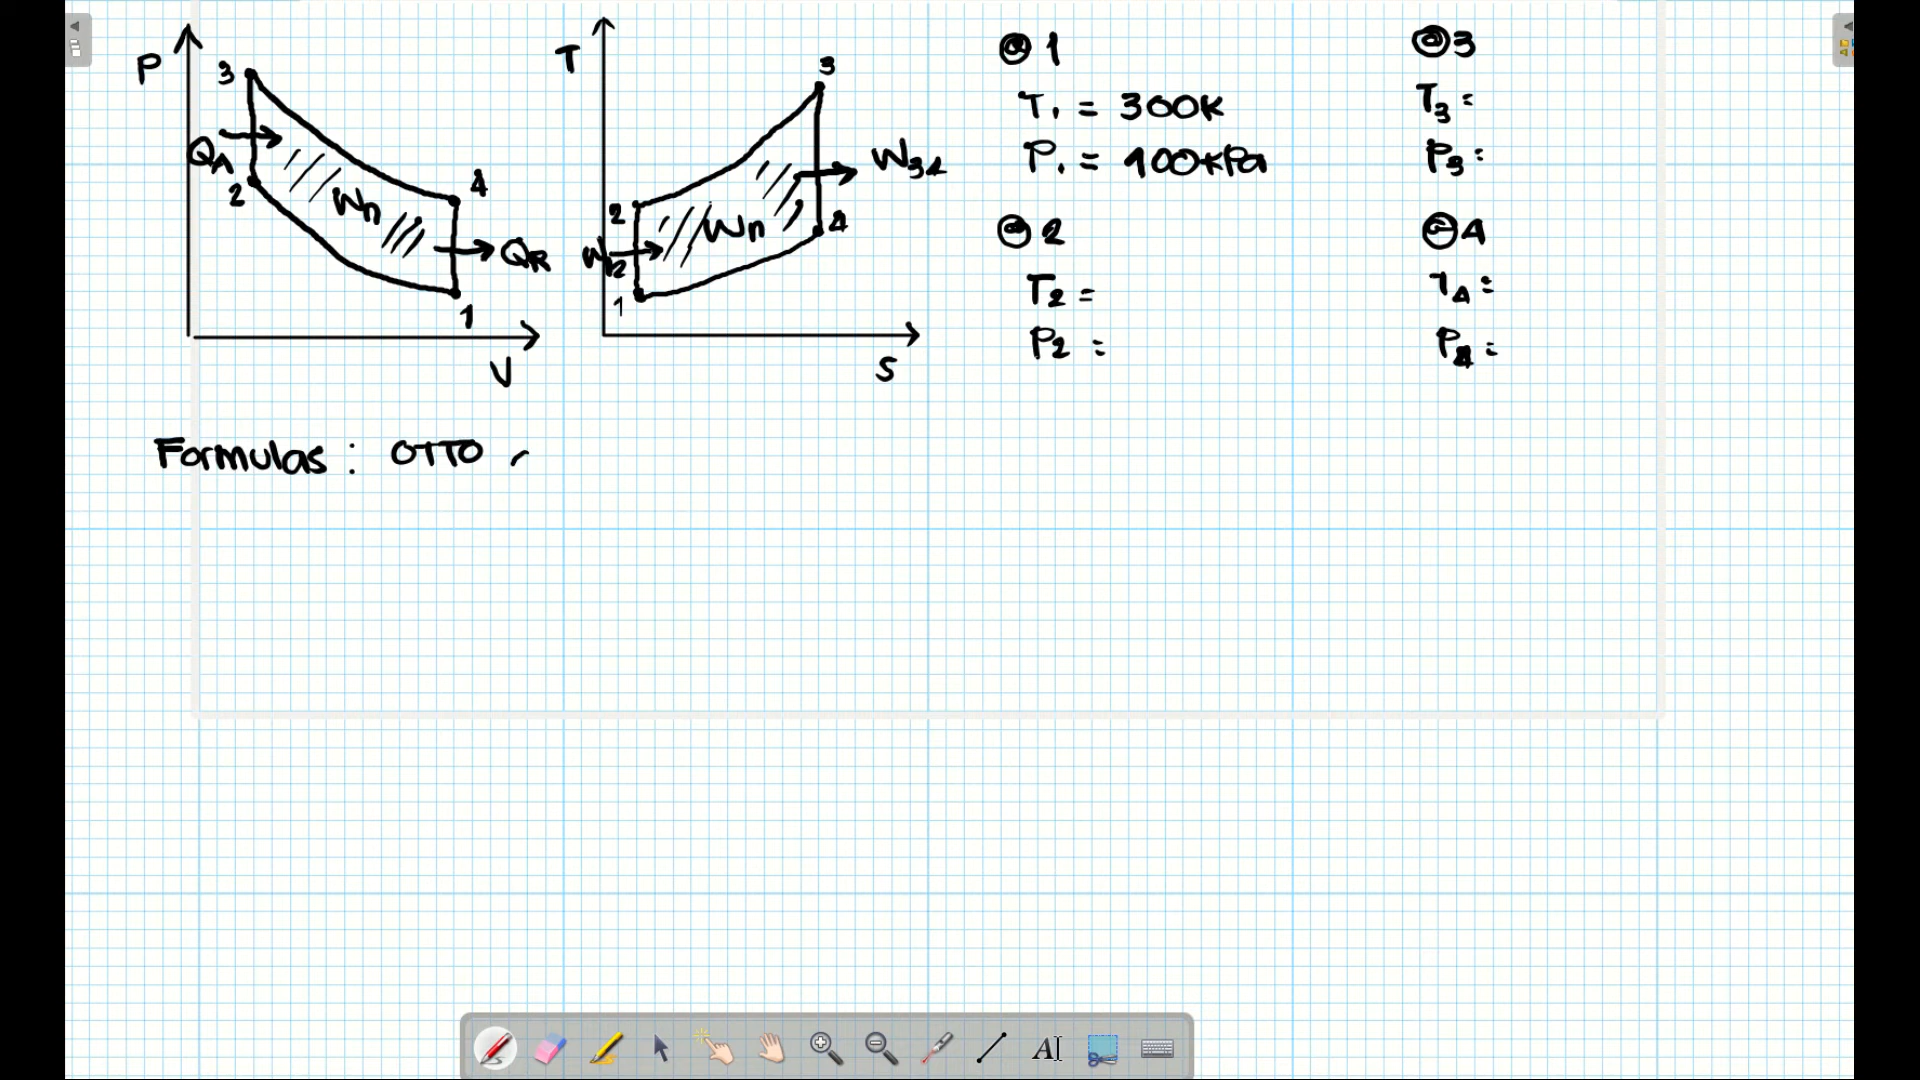 P
3
QA
2
Wn
4
QR
1
V
T
3
2
Wn
W34
4
W12
1
S
@ 1
T1 = 300K
P1 = 100KPa
@ 2
T2 =
P2 =
@ 3
T3 =
P3 =
@ 4
T4 =
P4 =
Formulas : OTTO